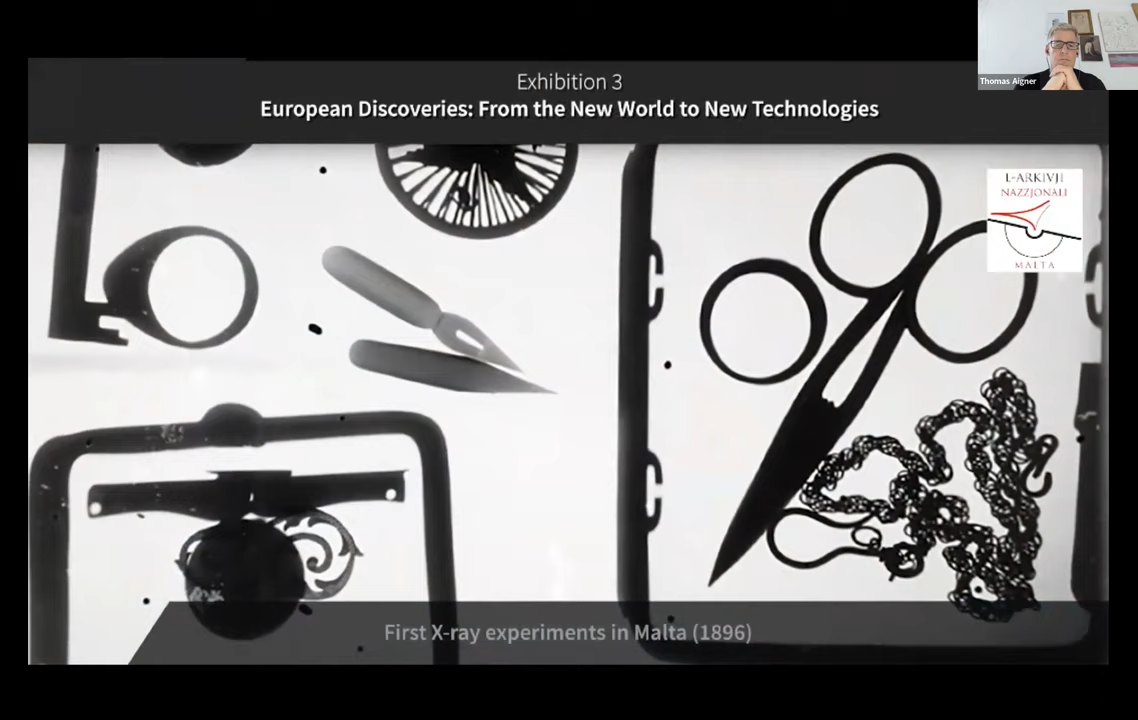 Exhibition 3
European Discoveries: From the New World to New Technologies
Thomas Aigner
L-ARKIVJI
NAZZJONALI
MALTA
First X-ray experiments in Malta (1896)